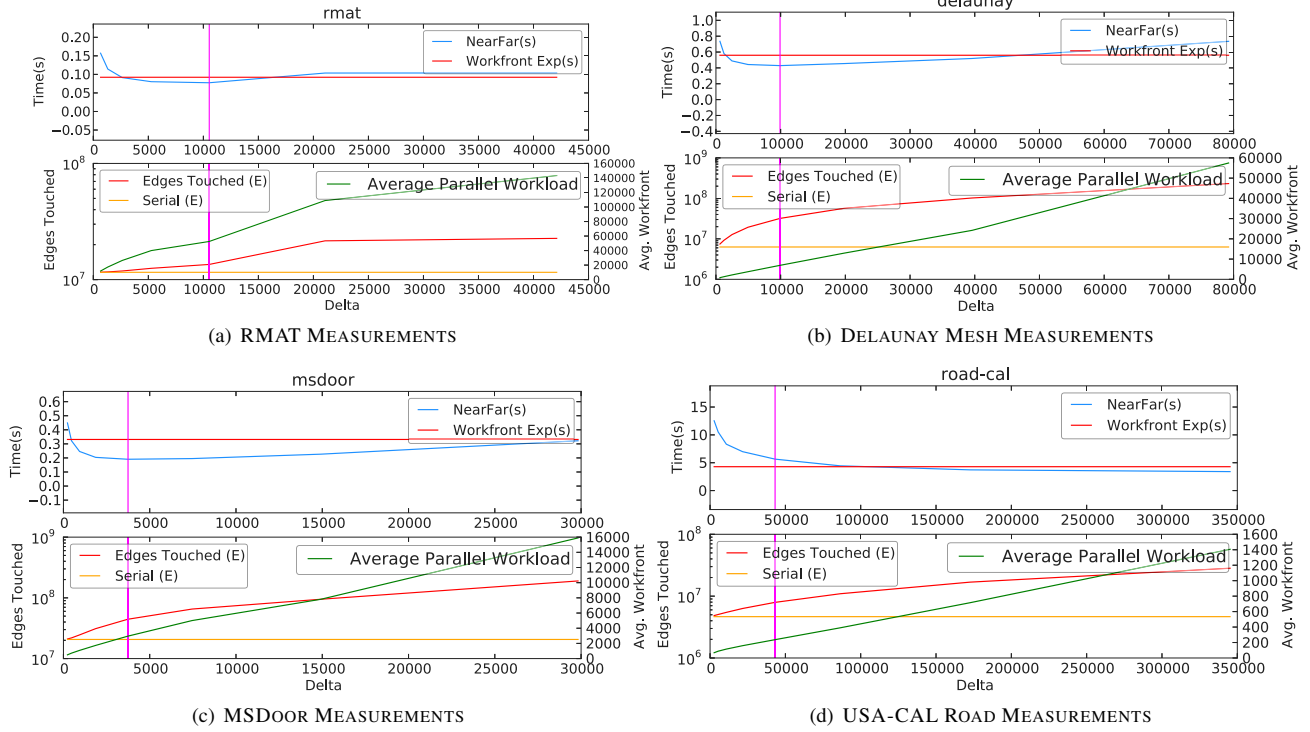 rmat
0.20
0.15
0.10
0.05
0.00
−0.05
Time(s)
NearFar(s)
Workfront Exp(s)
0 5000 10000 15000 20000 25000 30000 35000 40000 45000
10^8
10^7
Edges Touched
Edges Touched (E)
Serial (E)
Average Parallel Workload
160000
140000
120000
100000
80000
60000
40000
20000
0
Avg. Workfront
0 5000 10000 15000 20000 25000 30000 35000 40000 45000
Delta
(a) RMAT MEASUREMENTS
delaunay
1.0
0.8
0.6
0.4
0.2
0.0
−0.2
−0.4
Time(s)
NearFar(s)
Workfront Exp(s)
0 10000 20000 30000 40000 50000 60000 70000 80000
10^9
10^8
10^7
10^6
Edges Touched
Edges Touched (E)
Serial (E)
Average Parallel Workload
60000
50000
40000
30000
20000
10000
0
Avg. Workfront
0 10000 20000 30000 40000 50000 60000 70000 80000
Delta
(b) DELAUNAY MESH MEASUREMENTS
msdoor
0.6
0.5
0.4
0.3
0.2
0.1
0.0
−0.1
Time(s)
NearFar(s)
Workfront Exp(s)
0 5000 10000 15000 20000 25000 30000
10^9
10^8
10^7
Edges Touched
Edges Touched (E)
Serial (E)
Average Parallel Workload
16000
14000
12000
10000
8000
6000
4000
2000
0
Avg. Workfront
0 5000 10000 15000 20000 25000 30000
Delta
(c) MSDOOR MEASUREMENTS
road-cal
15
10
5
0
Time(s)
NearFar(s)
Workfront Exp(s)
0 50000 100000 150000 200000 250000 300000 350000
10^8
10^7
10^6
Edges Touched
Edges Touched (E)
Serial (E)
Average Parallel Workload
1600
1400
1200
1000
800
600
400
200
0
Avg. Workfront
0 50000 100000 150000 200000 250000 300000 350000
Delta
(d) USA-CAL ROAD MEASUREMENTS